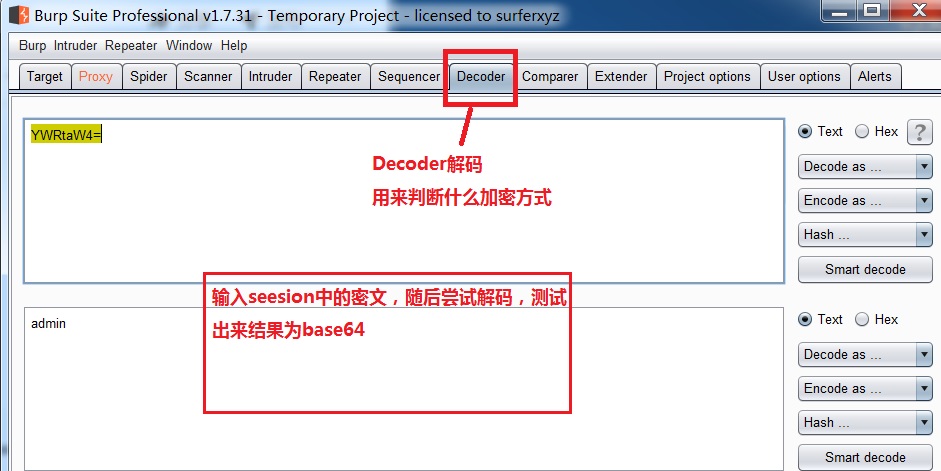 Burp Suite Professional v1.7.31 - Temporary Project - licensed to surferxyz
Burp Intruder Repeater Window Help
Target Proxy Spider Scanner Intruder Repeater Sequencer Decoder Comparer Extender Project options User options Alerts
YWRtaW4=
Text Hex ?
Decode as ...
Encode as ...
Hash ...
Smart decode
Decoder解码
用来判断什么加密方式
输入seesion中的密文，随后尝试解码，测试
出来结果为base64
admin
Text Hex
Decode as ...
Encode as ...
Hash ...
Smart decode